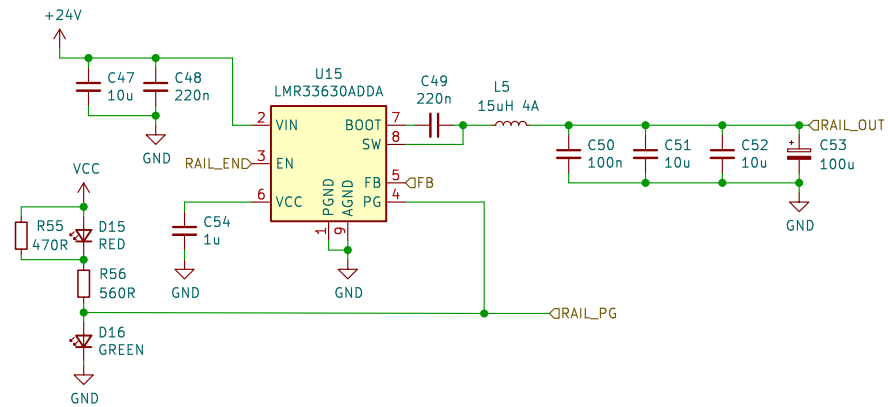 +24V
C47
10u
C48
220n
GND
U15
LMR33630ADDA
2
VIN
3
EN
6
VCC
BOOT
7
SW
8
FB
5
PG
4
PGND
1
AGND
9
GND
RAIL_EN
C54
1u
GND
FB
C49
220n
L5
15uH 4A
C50
100n
C51
10u
C52
10u
+
C53
100u
GND
RAIL_OUT
VCC
R55
470R
D15
RED
R56
560R
D16
GREEN
GND
RAIL_PG